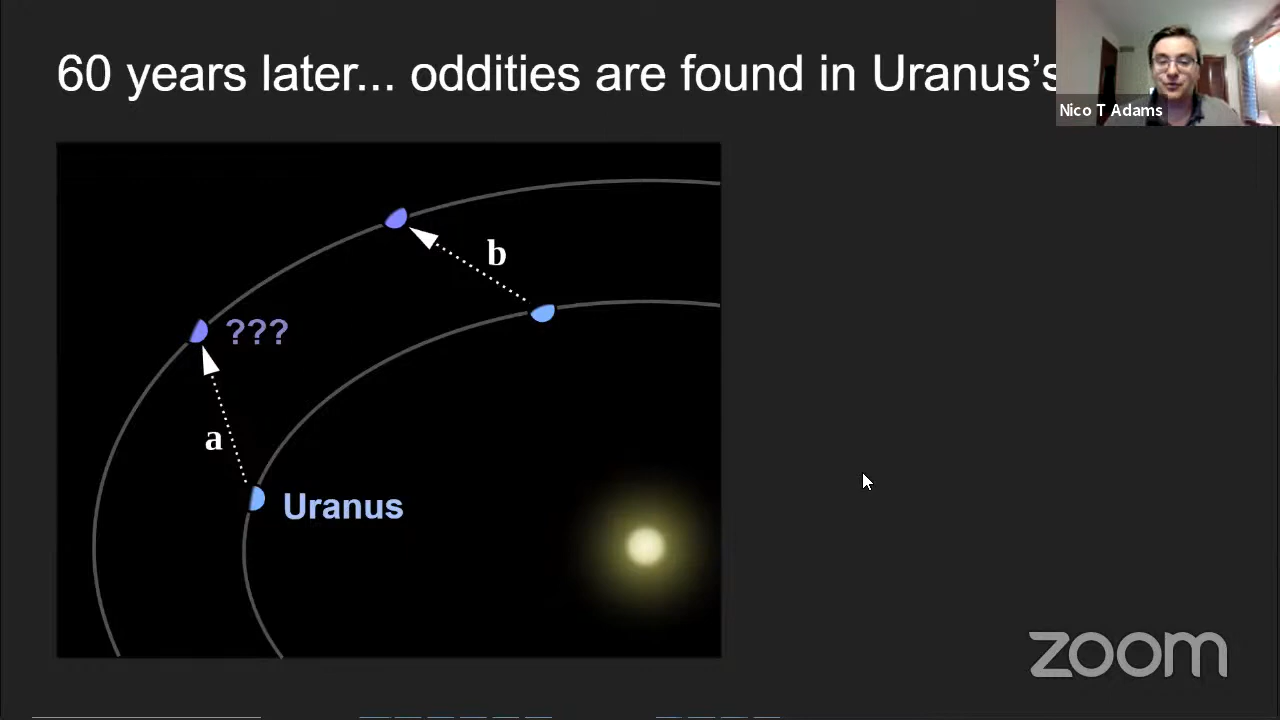 60 years later... oddities are found in Uranus's
Nico T Adams
b
???
a
Uranus
zoom